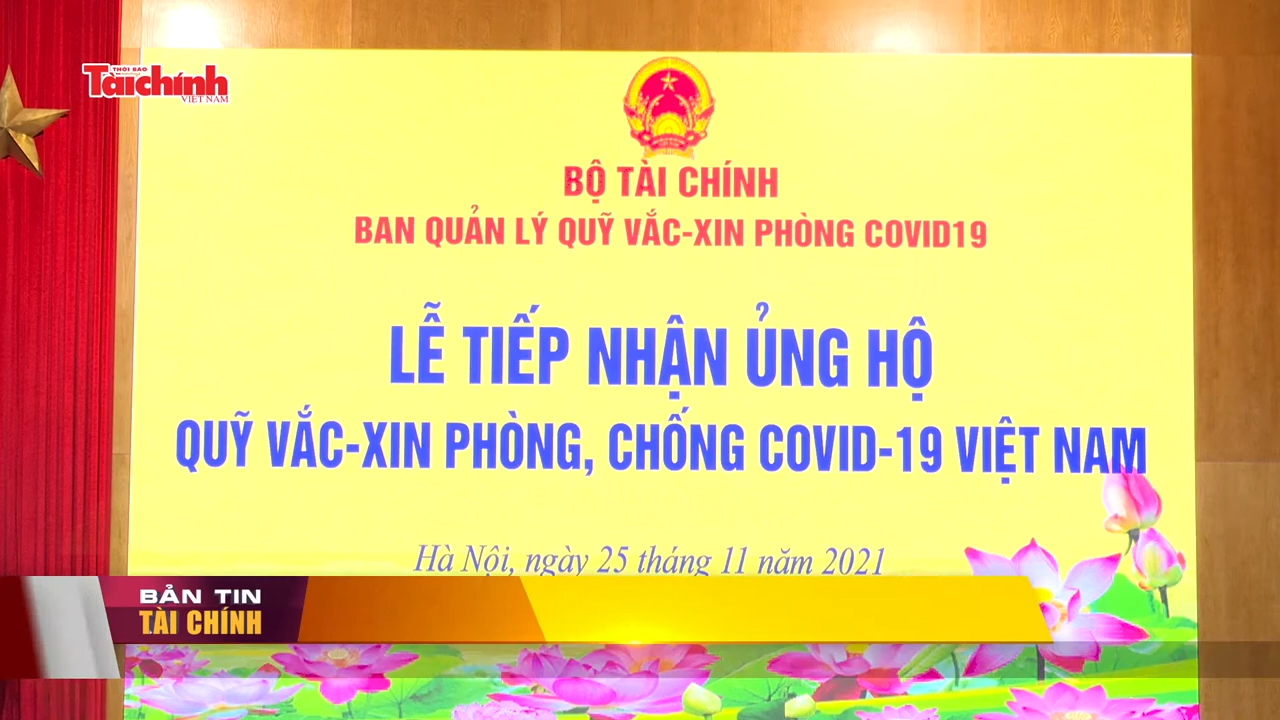 THỜI BÁO
Tàichính
VIỆT NAM
BỘ TÀI CHÍNH
BAN QUẢN LÝ QUỸ VẮC-XIN PHÒNG COVID19
LỄ TIẾP NHẬN ỦNG HỘ
QUỸ VẮC-XIN PHÒNG, CHỐNG COVID-19 VIỆT NAM
Hà Nội, ngày 25 tháng 11 năm 2021
BẢN TIN
TÀI CHÍNH